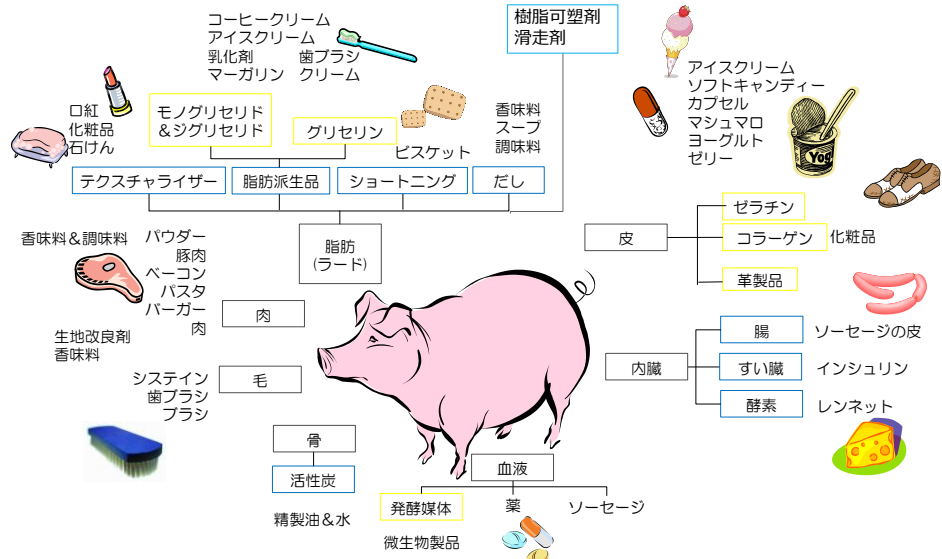 コーヒークリーム
アイスクリーム
乳化剤 歯ブラシ
マーガリン クリーム
樹脂可塑剤
滑走剤
口紅
化粧品
石けん
モノグリセリド
&ジグリセリド
グリセリン
ビスケット
香味料
スープ
調味料
アイスクリーム
ソフトキャンディー
カプセル
マシュマロ
ヨーグルト
ゼリー
Yog
テクスチャライザー
脂肪派生品
ショートニング
だし
脂肪
(ラード)
皮
ゼラチン
コラーゲン
化粧品
革製品
香味料&調味料
パウダー
豚肉
ベーコン
パスタ
バーガー
肉
肉
生地改良剤
香味料
システイン
歯ブラシ
ブラシ
毛
内臓
腸
ソーセージの皮
すい臓
インシュリン
酵素
レンネット
骨
活性炭
精製油&水
血液
発酵媒体
薬
ソーセージ
微生物製品